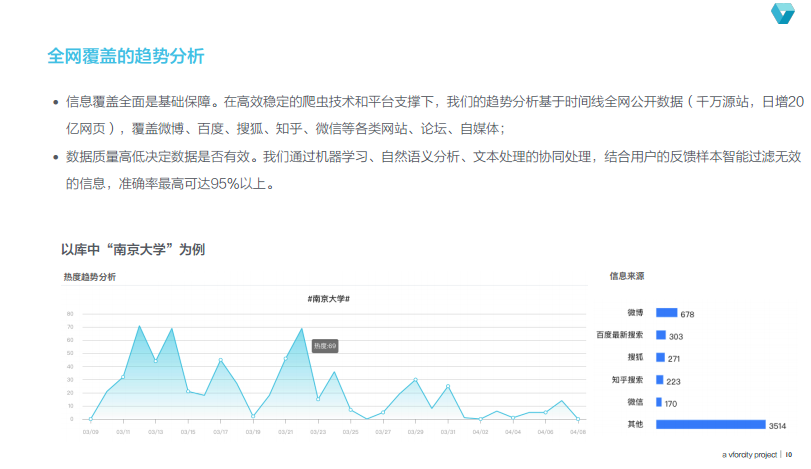 全网覆盖的趋势分析
• 信息覆盖全面是基础保障。在高效稳定的爬虫技术和平台支撑下，我们的趋势分析基于时间线全网公开数据（千万源站，日增20
亿网页），覆盖微博、百度、搜狐、知乎、微信等各类网站、论坛、自媒体；
• 数据质量高低决定数据是否有效。我们通过机器学习、自然语义分析、文本处理的协同处理，结合用户的反馈样本智能过滤无效
的信息，准确率最高可达95%以上。
以库中“南京大学”为例
热度趋势分析
#南京大学#
80
70
60
50
40
30
20
10
0
热度:69
03/09 03/11 03/13 03/15 03/17 03/19 03/21 03/23 03/25 03/27 03/29 03/31 04/02 04/04 04/06 04/08
信息来源
微博 678
百度最新搜索 303
搜狐 271
知乎搜索 223
微信 170
其他 3514
a vforcity project | 10